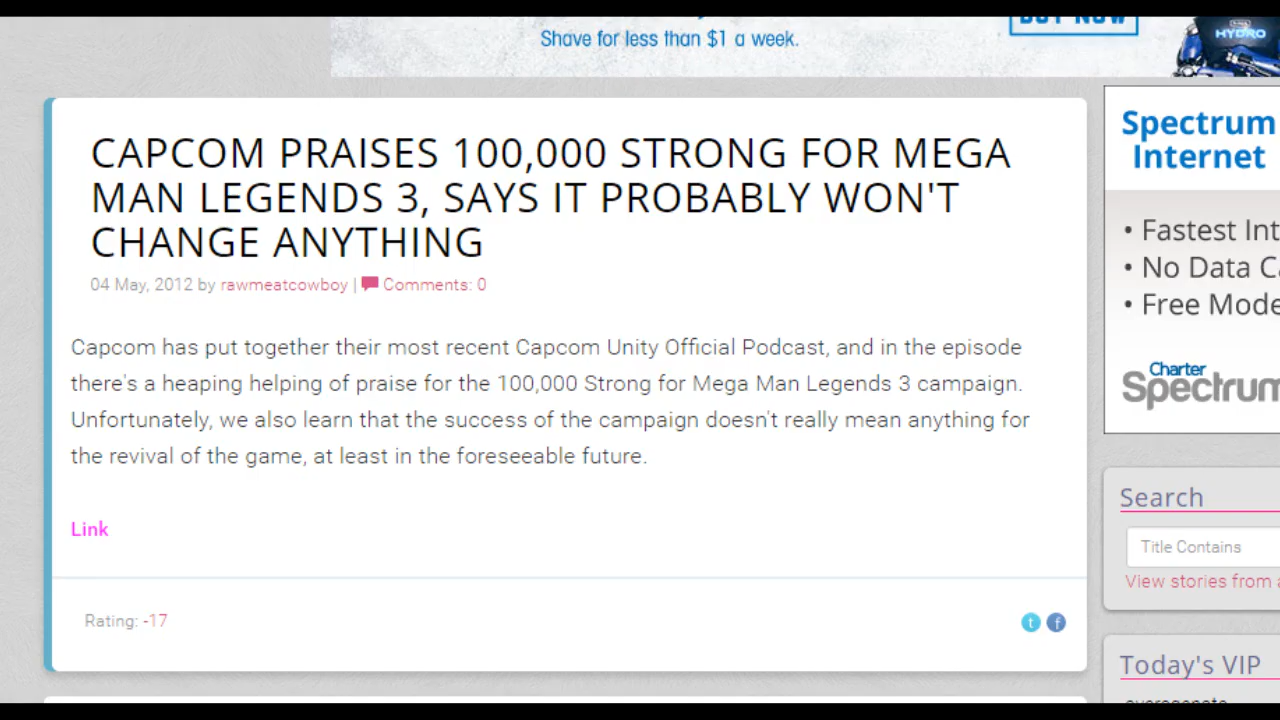 Shave for less than $1 a week.
BUY NOW
HYDRO
CAPCOM PRAISES 100,000 STRONG FOR MEGA
MAN LEGENDS 3, SAYS IT PROBABLY WON'T
CHANGE ANYTHING
04 May, 2012 by rawmeatcowboy | Comments: 0
Capcom has put together their most recent Capcom Unity Official Podcast, and in the episode
there's a heaping helping of praise for the 100,000 Strong for Mega Man Legends 3 campaign.
Unfortunately, we also learn that the success of the campaign doesn't really mean anything for
the revival of the game, at least in the foreseeable future.
Link
Rating: -17
t f
Spectrum
Internet
• Fastest Int
• No Data Ca
• Free Mode
Charter
Spectrum
Search
Title Contains
View stories from a
Today's VIP